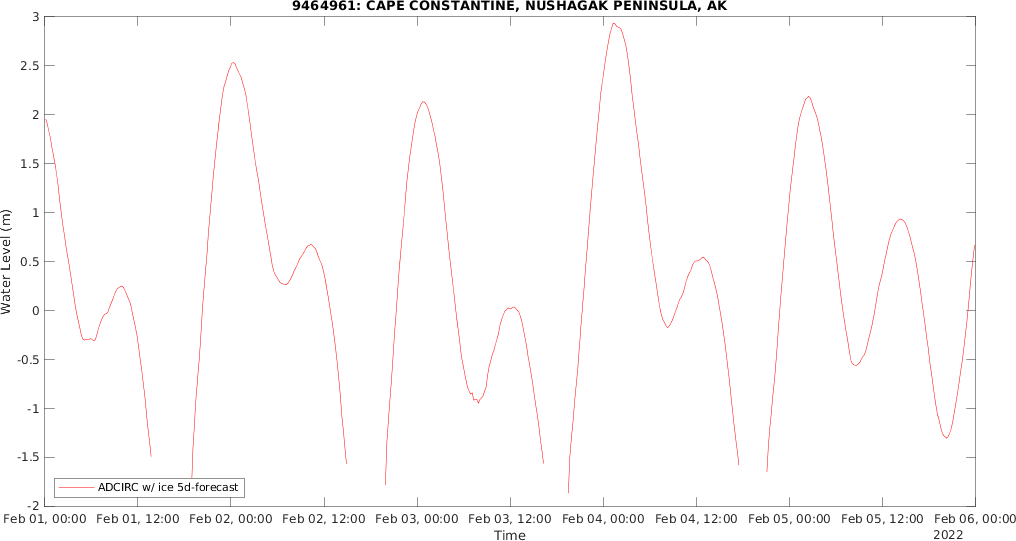 9464961: CAPE CONSTANTINE, NUSHAGAK PENINSULA, AK
3
2.5
2
1.5
1
0.5
0
-0.5
-1
-1.5
-2
Water Level (m)
ADCIRC w/ ice 5d-forecast
Feb 01, 00:00 Feb 01, 12:00 Feb 02, 00:00 Feb 02, 12:00 Feb 03, 00:00 Feb 03, 12:00 Feb 04, 00:00 Feb 04, 12:00 Feb 05, 00:00 Feb 05, 12:00 Feb 06, 00:00
Time
2022